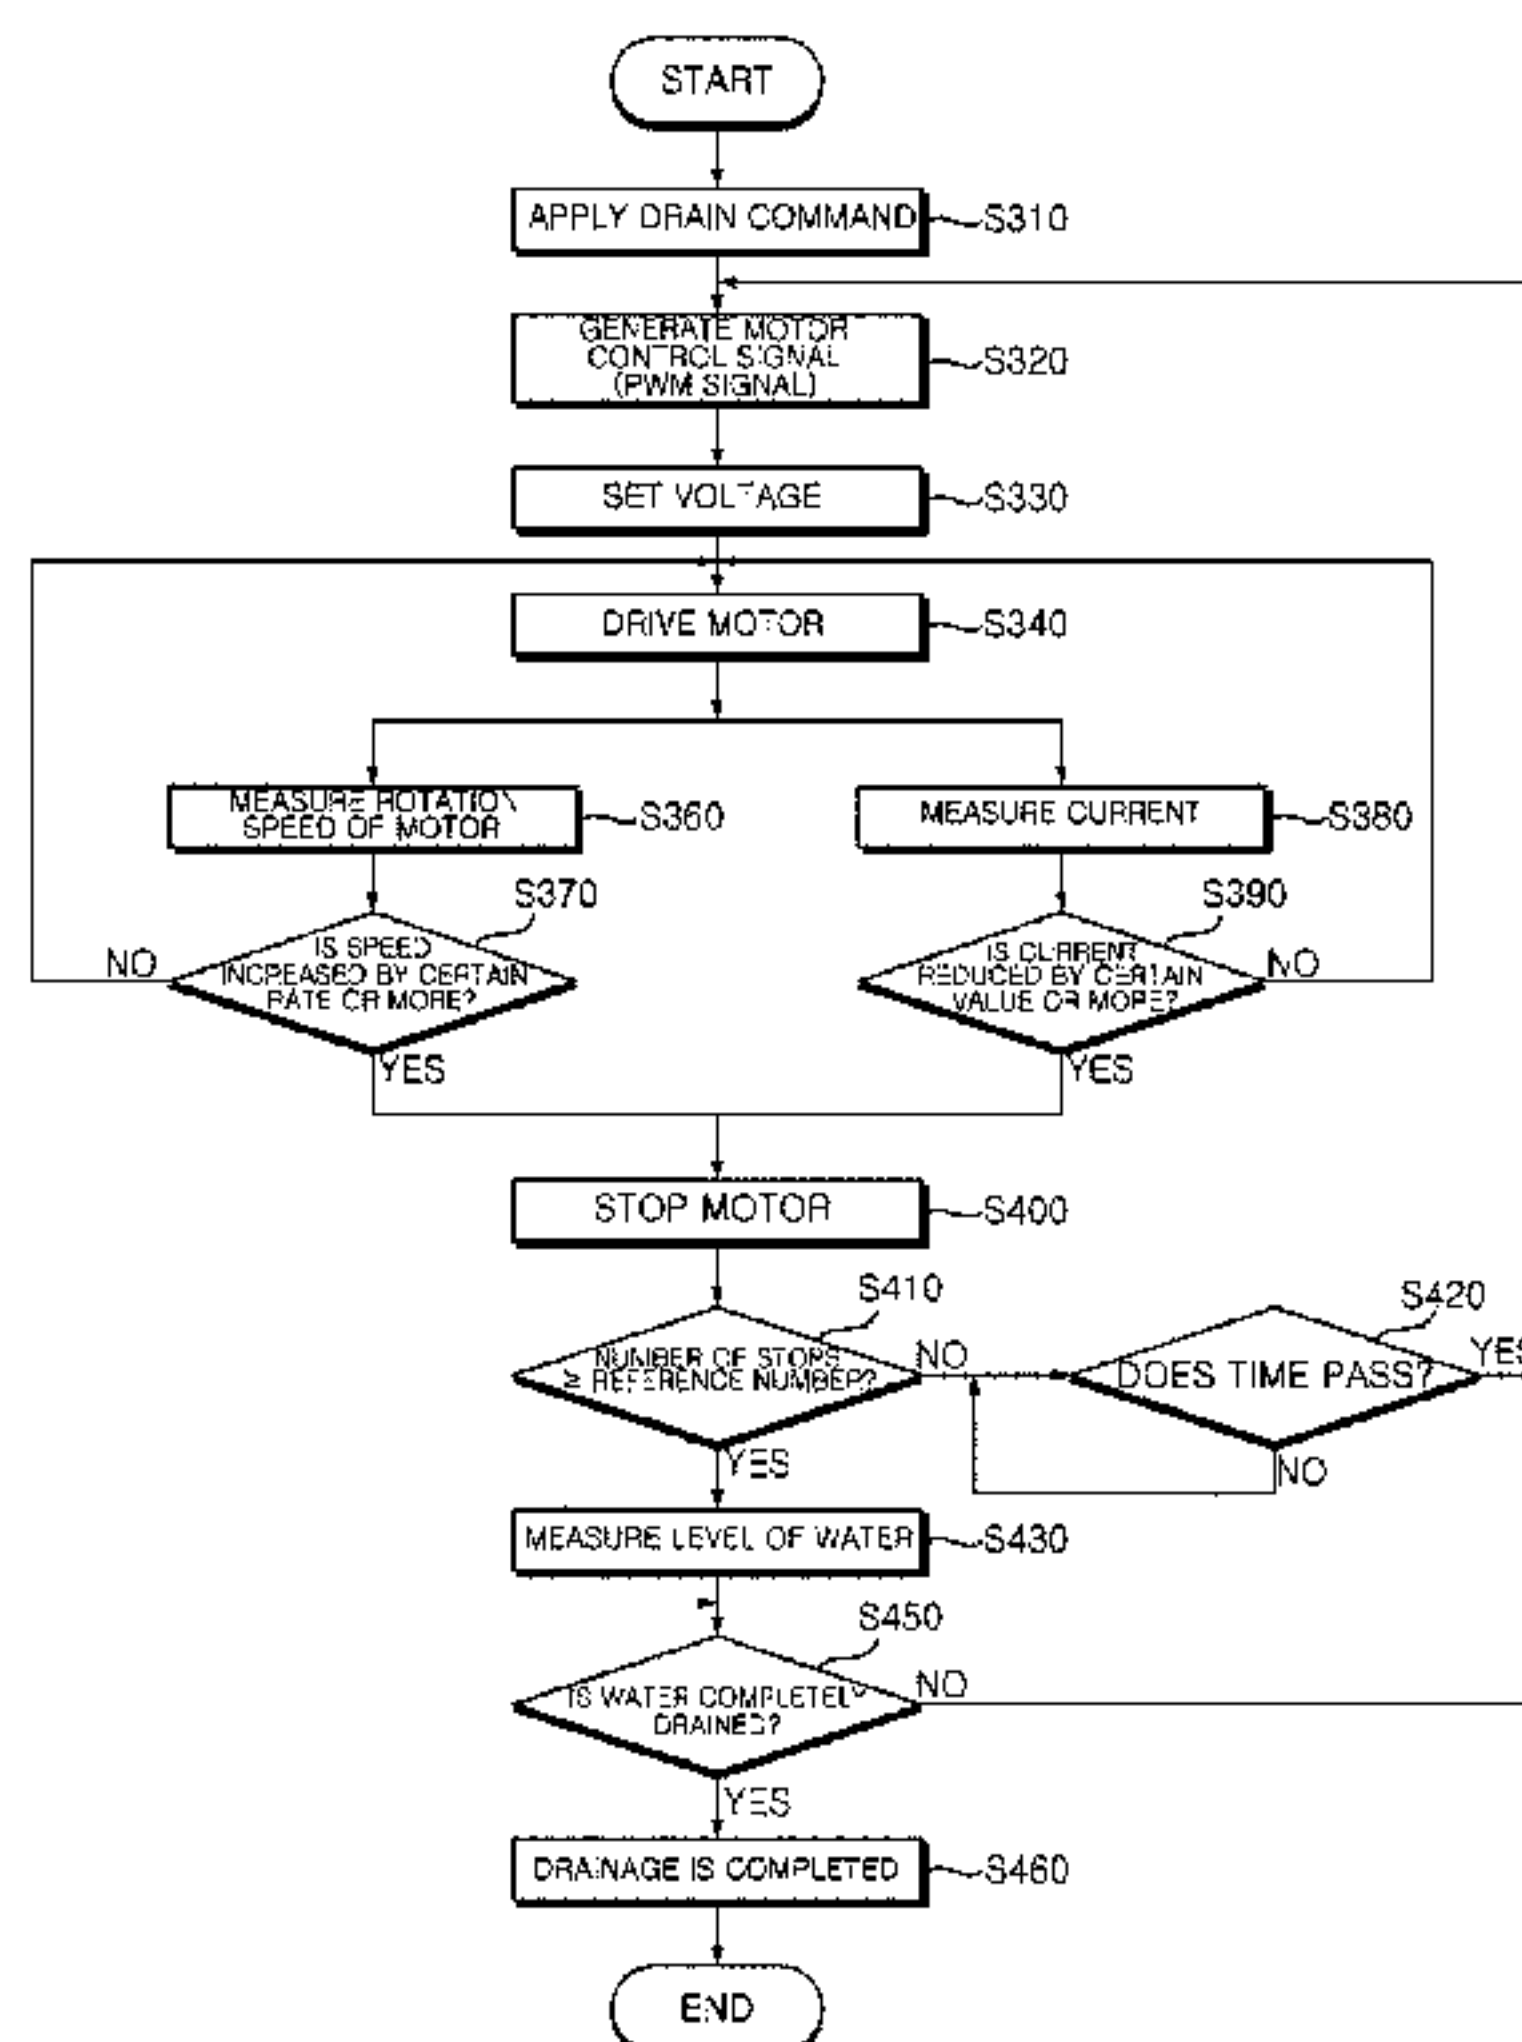 START
APPLY DRAIN COMMAND
S310
GENERATE MOTOR
CONTROL SIGNAL
(PWM SIGNAL)
S320
SET VOLTAGE
S330
DRIVE MOTOR
S340
MEASURE ROTATION
SPEED OF MOTOR
S360
MEASURE CURRENT
S380
S370
IS SPEED
INCREASED BY CERTAIN
RATE OR MORE?
NO
YES
S390
IS CURRENT
REDUCED BY CERTAIN
VALUE OR MORE?
NO
YES
STOP MOTOR
S400
S410
NUMBER OF STOPS
≥ REFERENCE NUMBER?
NO
YES
S420
DOES TIME PASS?
YES
NO
MEASURE LEVEL OF WATER
S430
S450
IS WATER COMPLETELY
DRAINED?
NO
YES
DRAINAGE IS COMPLETED
S460
END